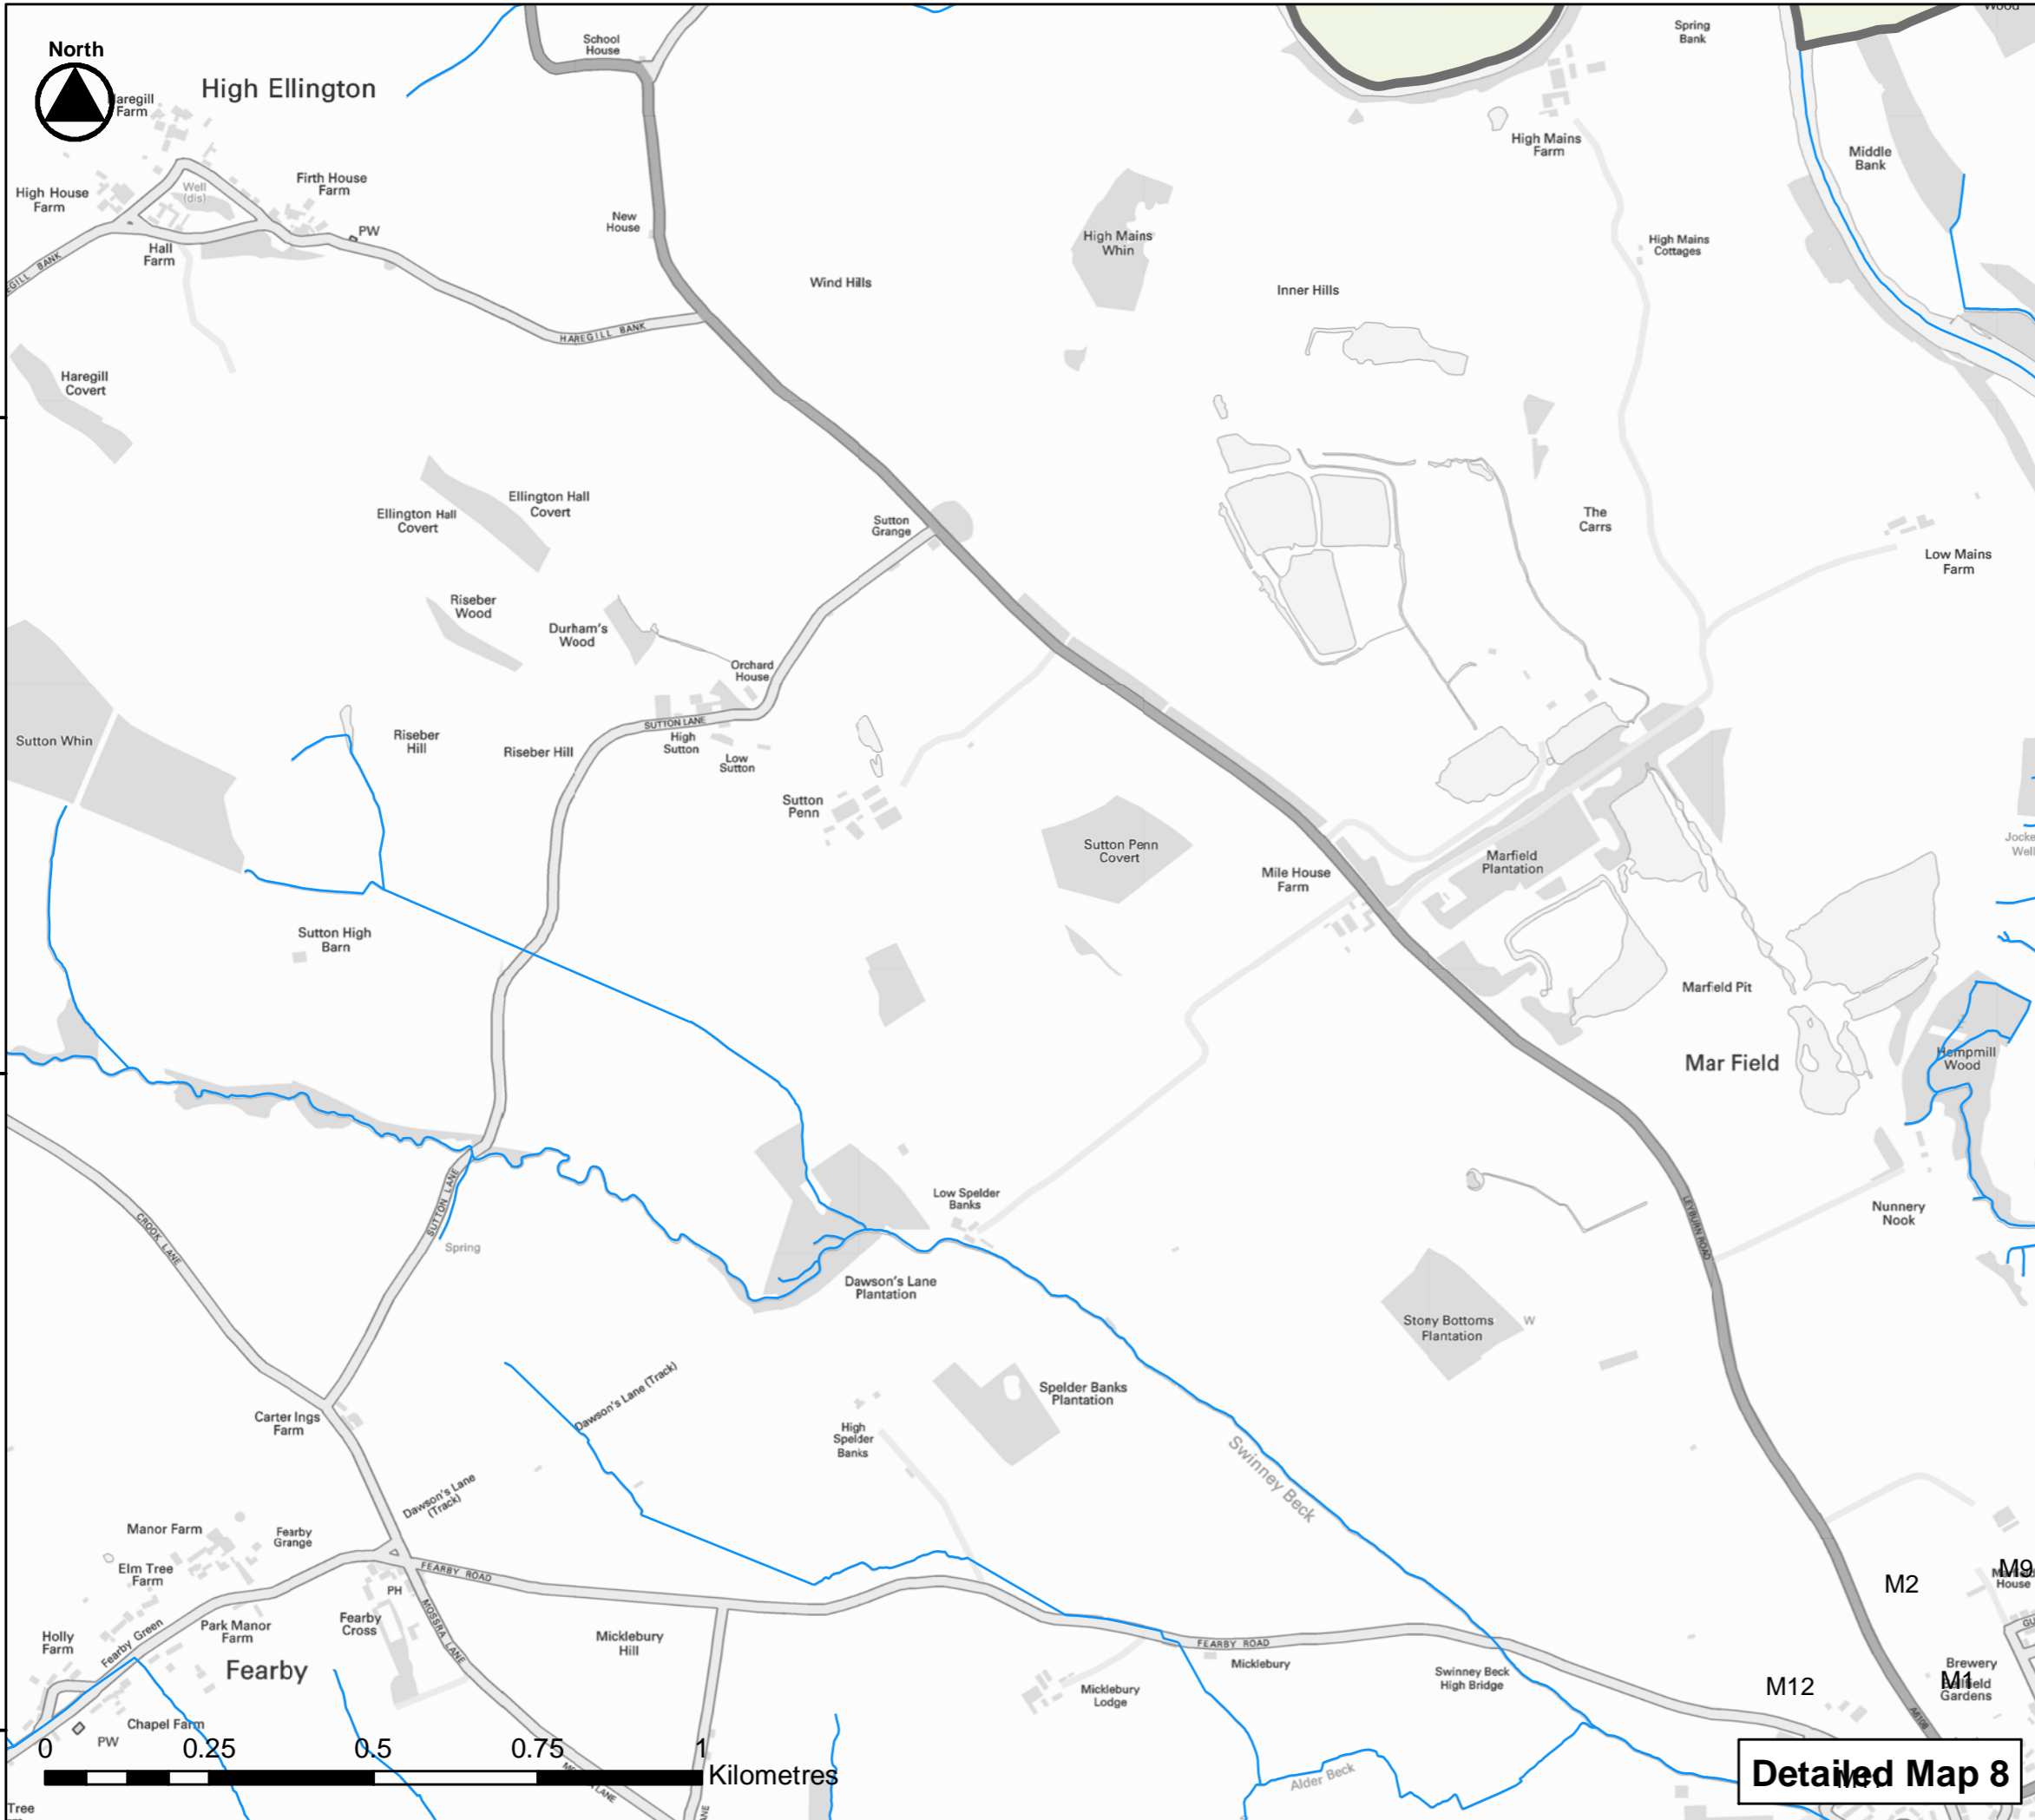 Wood
School
House
Spring
Bank
North
High Ellington
Farm
High Mains
Farm
Middle
Bank
Firth House
Farm
High House
Farm
Well
(dis)
PW
New
House
High Mains
Whin
High Mains
Cottages
Hall
Farm
BANK
Wind Hills
Inner Hills
HAREGILL BANK
Haregill
Covert
Ellington Hall
Covert
Ellington Hall
Covert
Sutton
Grange
The
Carrs
Low Mains
Farm
Riseber
Wood
Durham's
Wood
Orchard
House
SUTTON LANE
Sutton Whin
Riseber
Hill
Riseber Hill
High
Sutton
Low
Sutton
Sutton
Penn
Sutton Penn
Covert
Mile House
Farm
Marfield
Plantation
Well
Sutton High
Barn
Marfield Pit
Mar Field
Hempmill
Wood
SUTTON LANE
CROOK LANE
Spring
Low Spelder
Banks
LEYBURN ROAD
Nunnery
Nook
Dawson's Lane
Plantation
Stony Bottoms
Plantation
W
Dawson's Lane (Track)
Spelder Banks
Plantation
Carter Ings
Farm
High
Spelder
Banks
Swinney Beck
Dawson's Lane
(Track)
Manor Farm
Fearby
Grange
Elm Tree
Farm
FEARBY ROAD
PH
M2
M9
House
MOSSRA LANE
Park Manor
Farm
Fearby
Cross
Holly
Farm
Fearby Green
Micklebury
Hill
FEARBY ROAD
Micklebury
Swinney Beck
High Bridge
Brewery
M1
Gardens
M12
Fearby
Micklebury
Lodge
Chapel Farm
PW
A6108
0 0.25 0.5 0.75 1
Kilometres
Alder Beck
LANE
Detailed Map 8
Tree